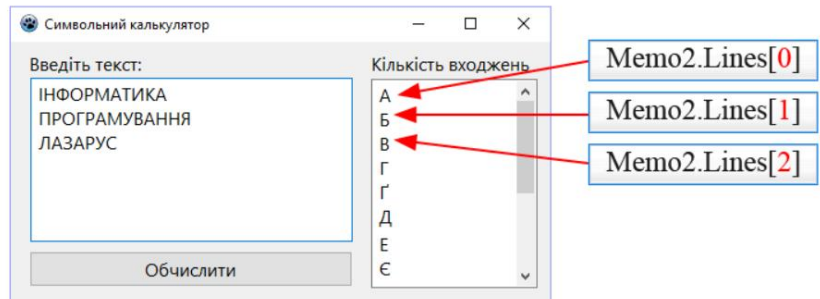 Символьний калькулятор
Введіть текст:
ІНФОРМАТИКА
ПРОГРАМУВАННЯ
ЛАЗАРУС
Обчислити
Кількість входжень
А
Б
В
Г
Ґ
Д
Е
Є
Memo2.Lines[0]
Memo2.Lines[1]
Memo2.Lines[2]